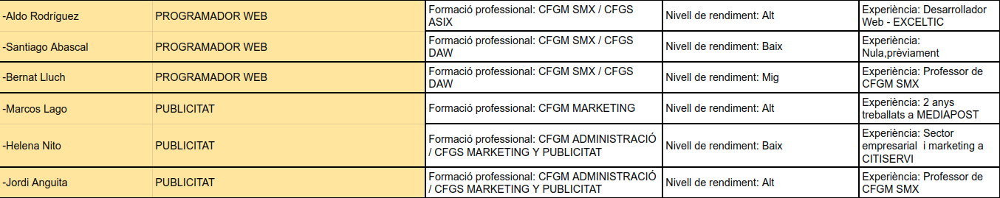 -Aldo Rodríguez PROGRAMADOR WEB Formació professional: CFGM SMX / CFGS ASIX Nivell de rendiment: Alt Experiència: Desarrollador Web - EXCELTIC
-Santiago Abascal PROGRAMADOR WEB Formació professional: CFGM SMX / CFGS DAW Nivell de rendiment: Baix Experiència: Nula,prèviament
-Bernat Lluch PROGRAMADOR WEB Formació professional: CFGM SMX / CFGS DAW Nivell de rendiment: Mig Experiència: Professor de CFGM SMX
-Marcos Lago PUBLICITAT Formació professional: CFGM MARKETING Nivell de rendiment: Alt Experiència: 2 anys treballats a MEDIAPOST
-Helena Nito PUBLICITAT Formació professional: CFGM ADMINISTRACIÓ / CFGS MARKETING Y PUBLICITAT Nivell de rendiment: Baix Experiència: Sector empresarial  i marketing a CITISERVI
-Jordi Anguita PUBLICITAT Formació professional: CFGM ADMINISTRACIÓ / CFGS MARKETING Y PUBLICITAT Nivell de rendiment: Alt Experiència: Professor de CFGM SMX